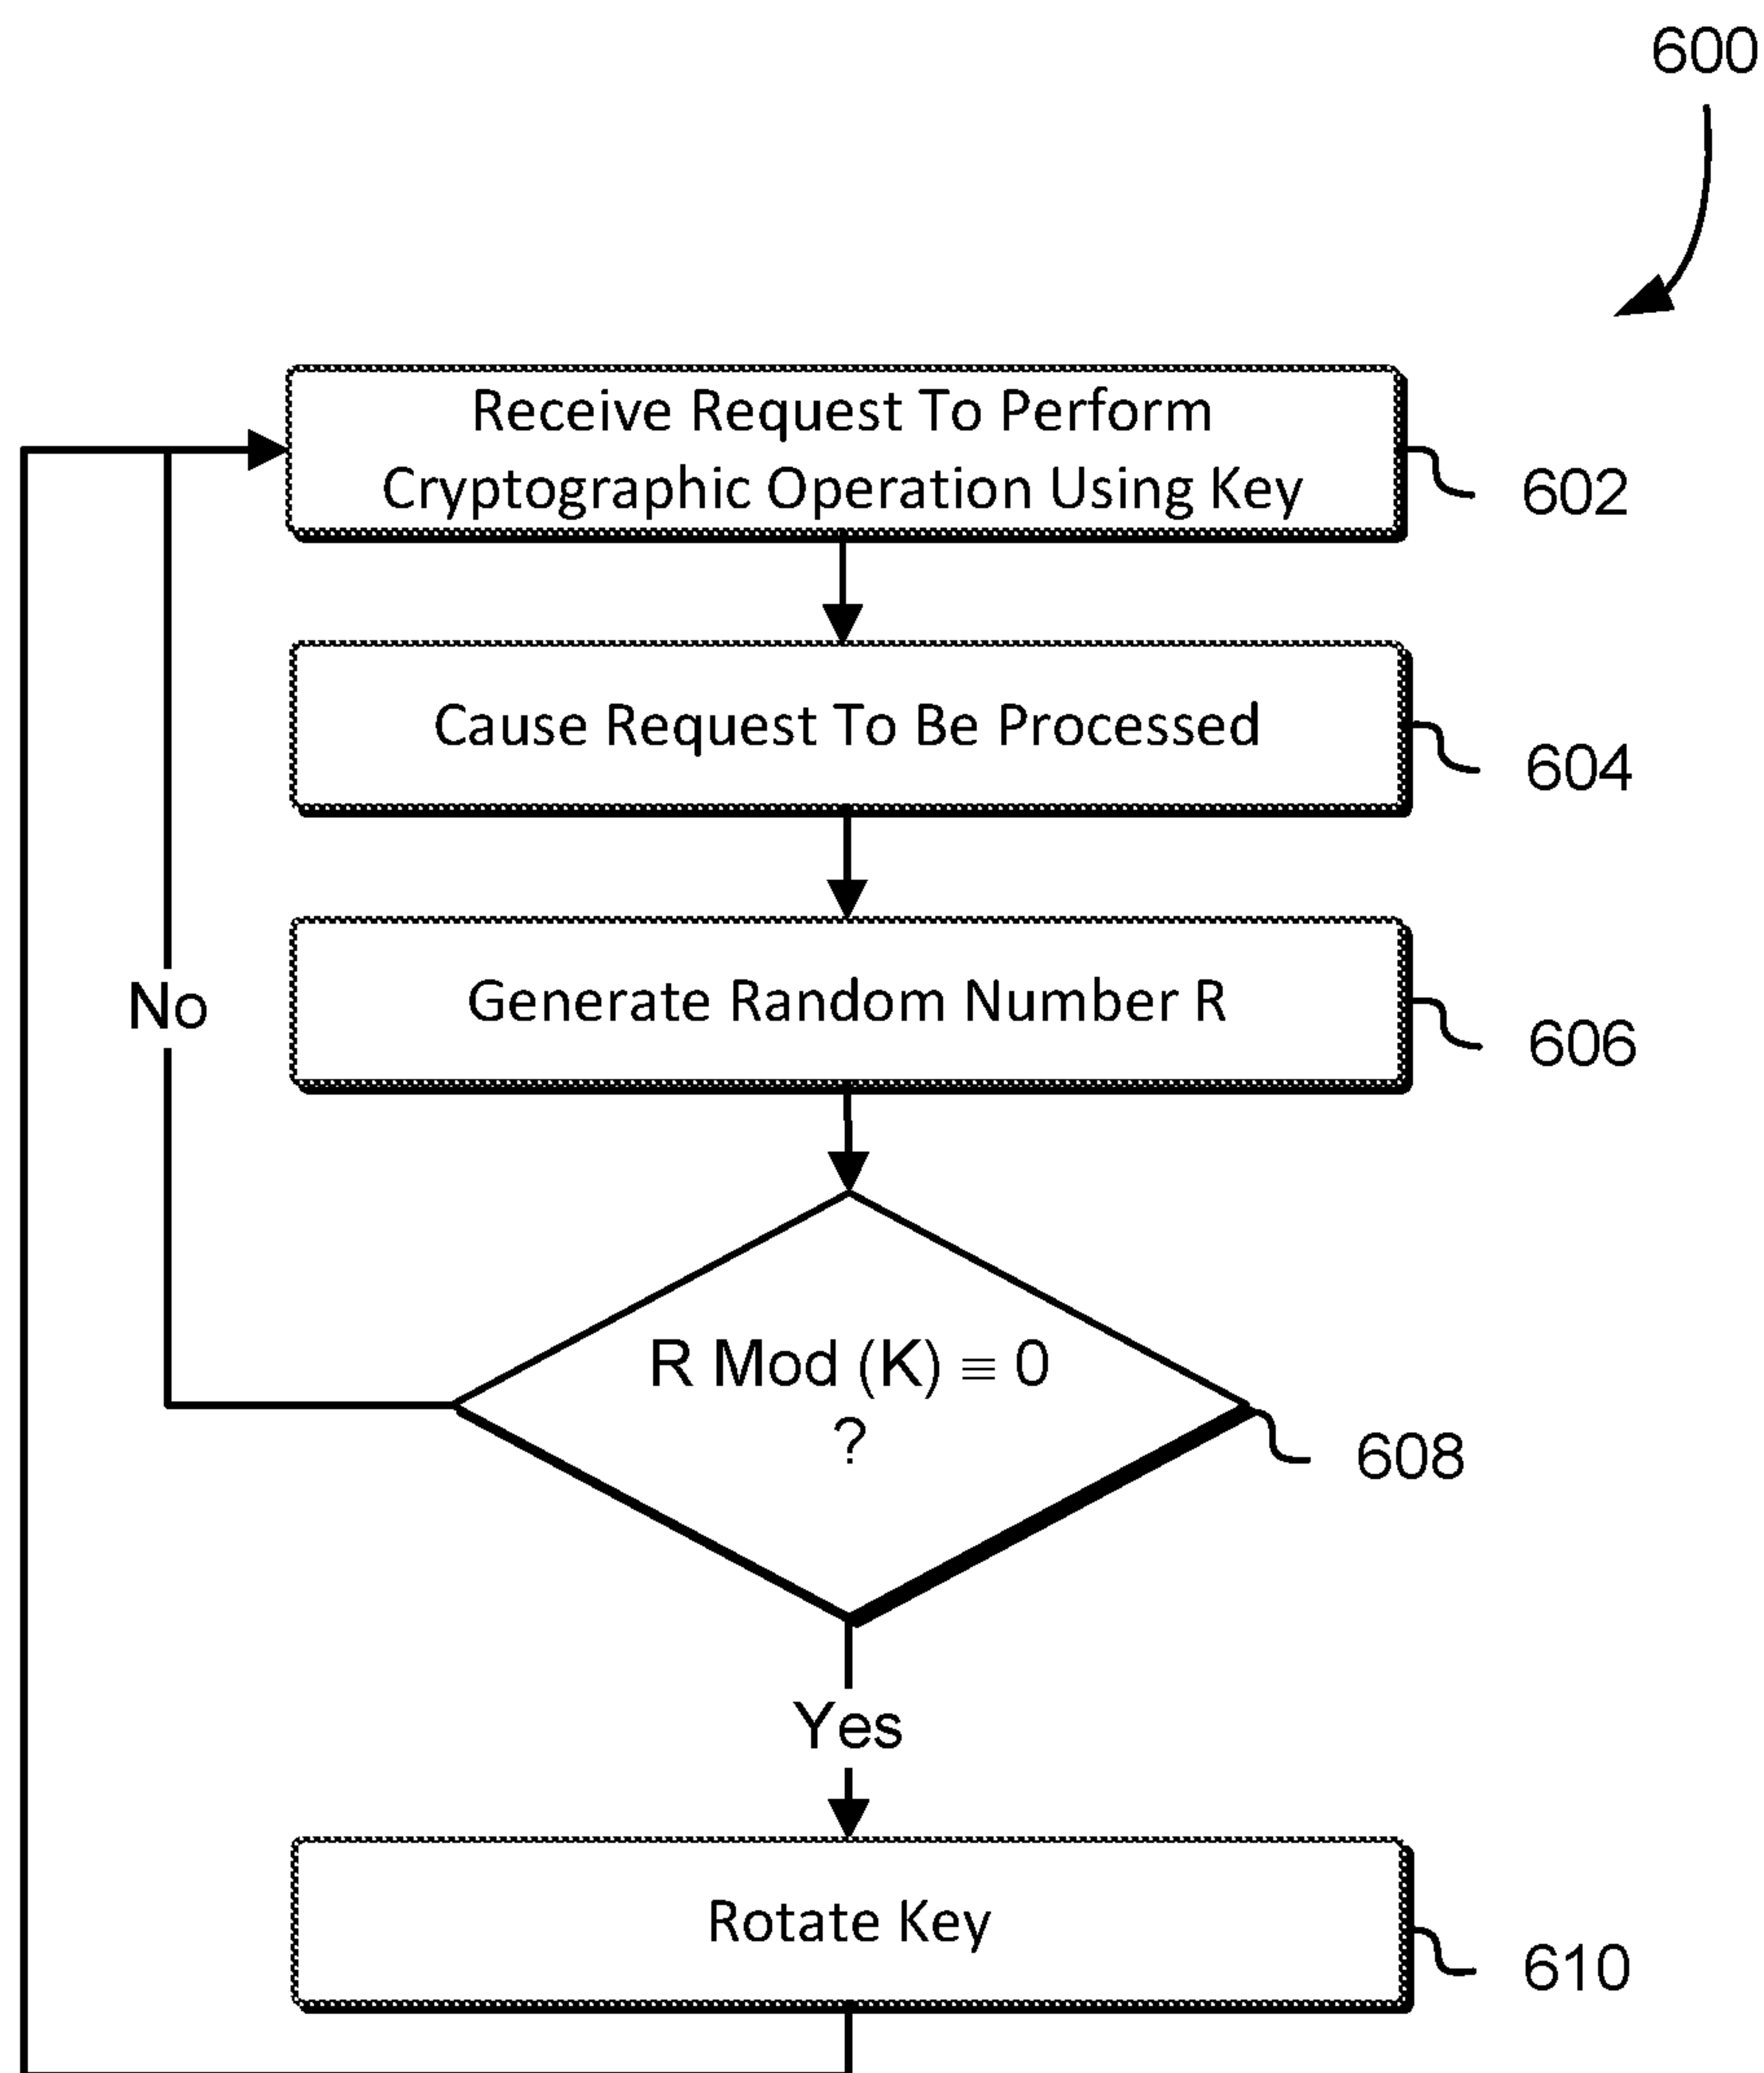 600
Receive Request To Perform
Cryptographic Operation Using Key
602
Cause Request To Be Processed
604
Generate Random Number R
606
No
R Mod (K) ≡ 0
?
608
Yes
Rotate Key
610